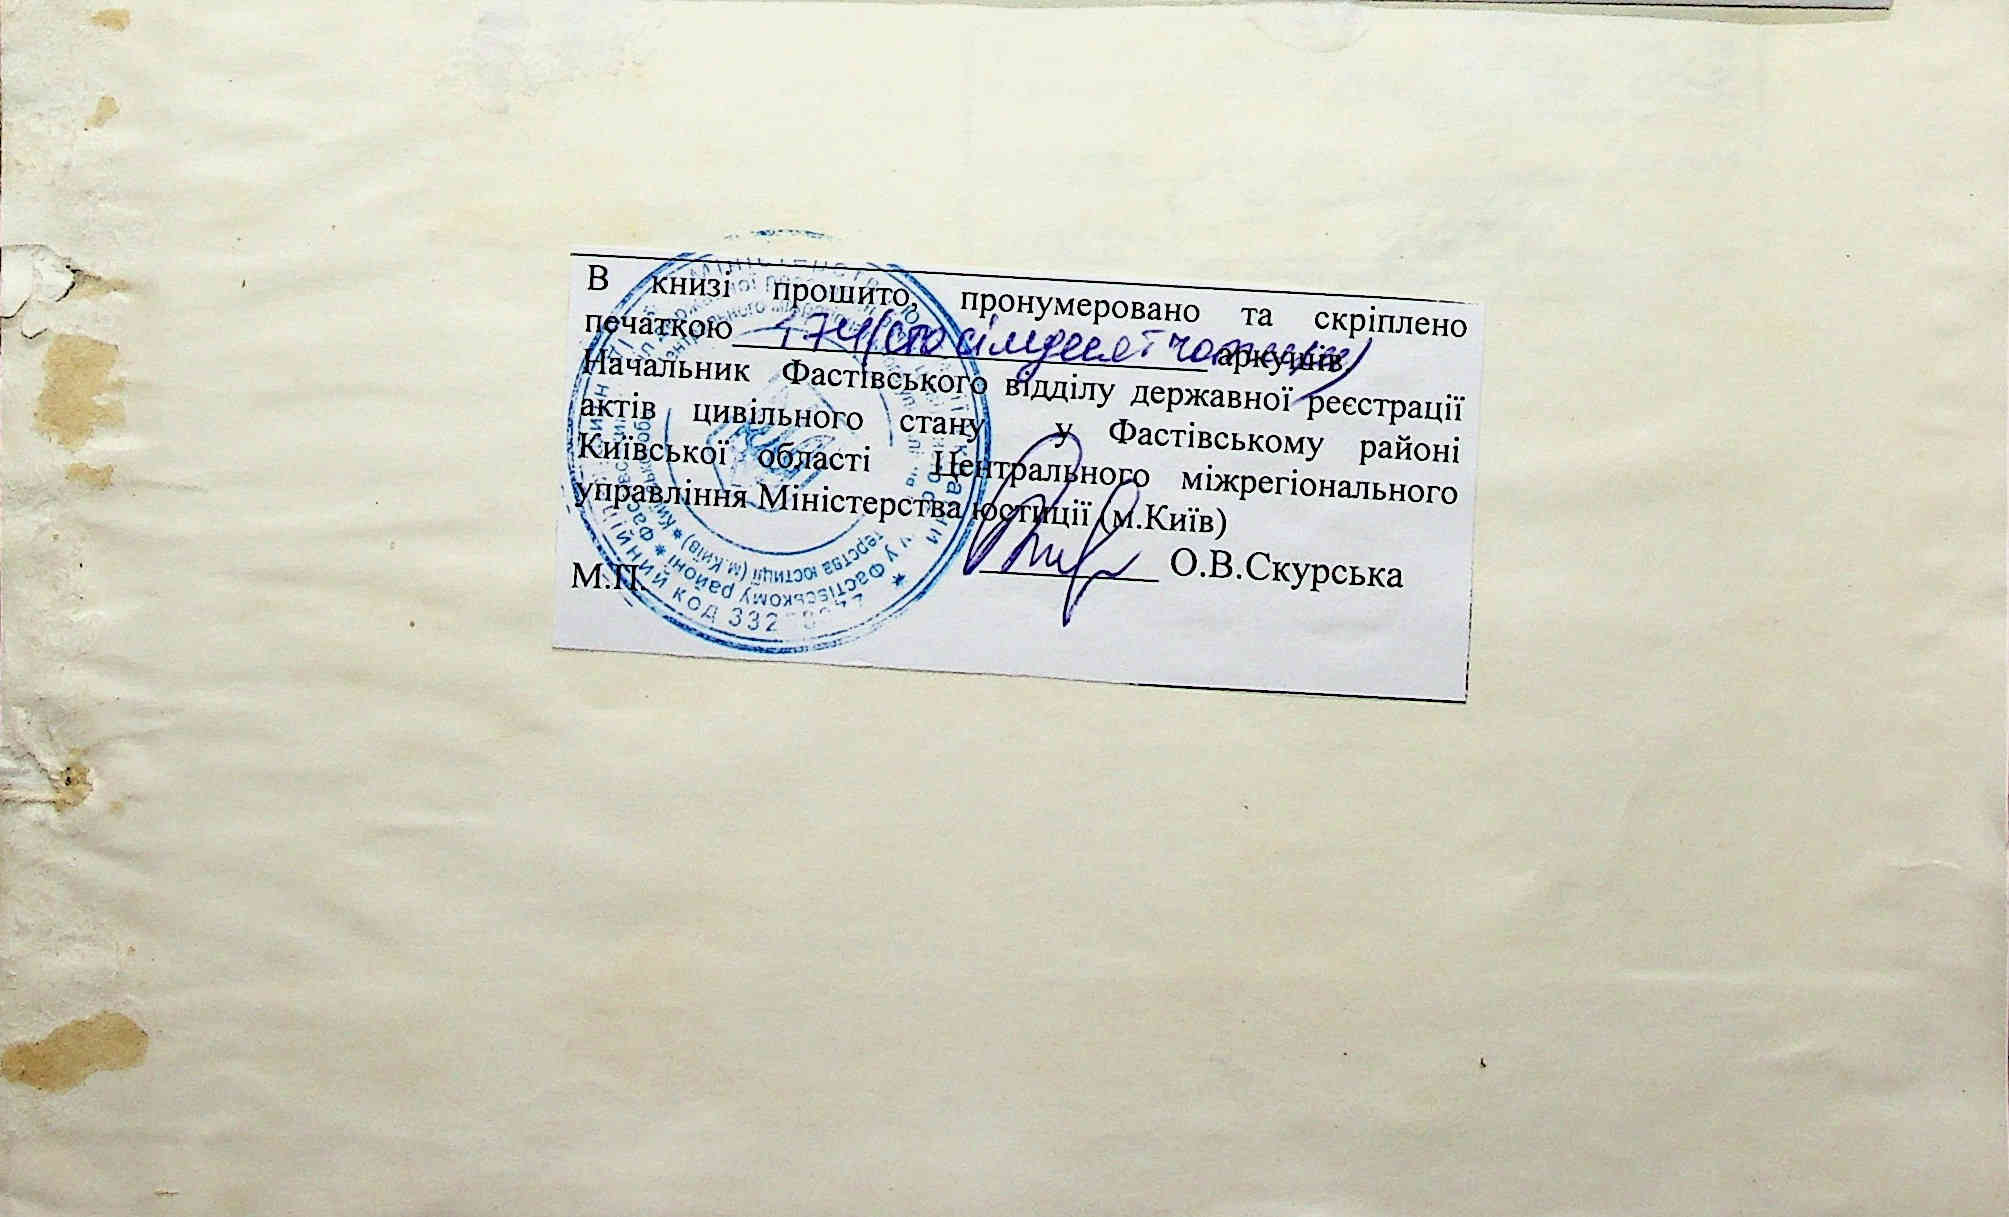 В книзі прошито, пронумеровано та скріплено
печаткою 174 (сто сімдесят чотири) аркушів.
Начальник Фастівського відділу державної реєстрації
актів цивільного стану у Фастівському районі
Київської області Центрального міжрегіонального
управління Міністерства юстиції (м.Київ)
О.В.Скурська
М.П.